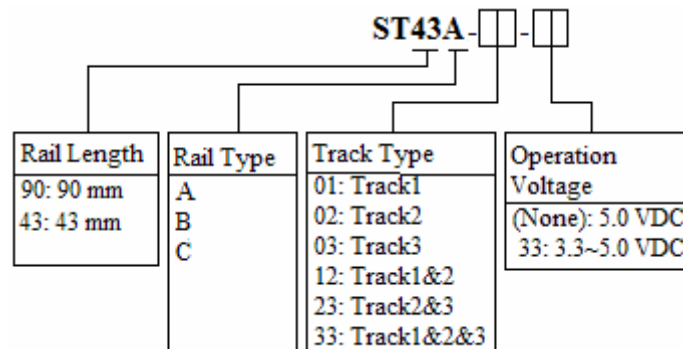 ST43A - -
Rail Length
90: 90 mm
43: 43 mm
Rail Type
A
B
C
Track Type
01: Track1
02: Track2
03: Track3
12: Track1&2
23: Track2&3
33: Track1&2&3
Operation
Voltage
(None): 5.0 VDC
33: 3.3~5.0 VDC